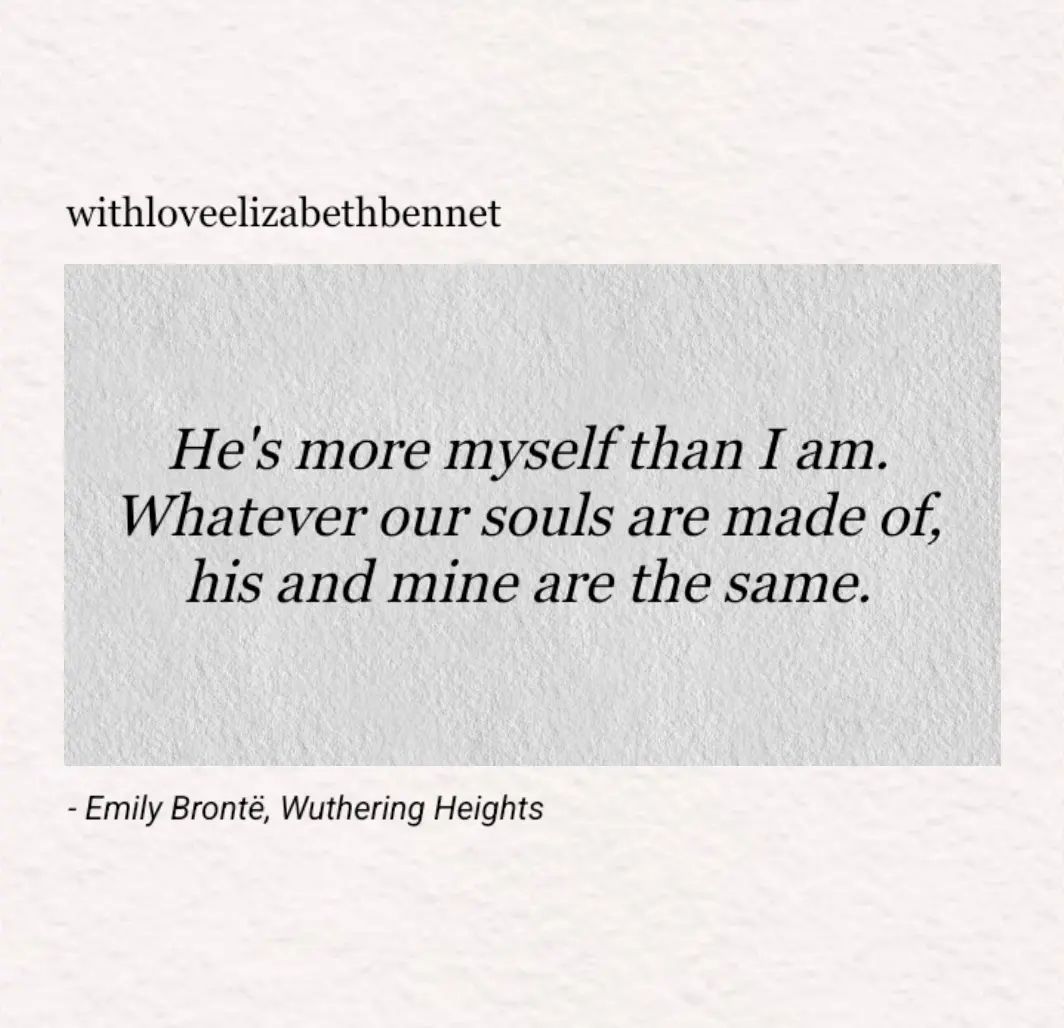 withloveelizabethbennet
He's more myself than I am.
Whatever our souls are made of,
his and mine are the same.
- Emily Brontë, Wuthering Heights